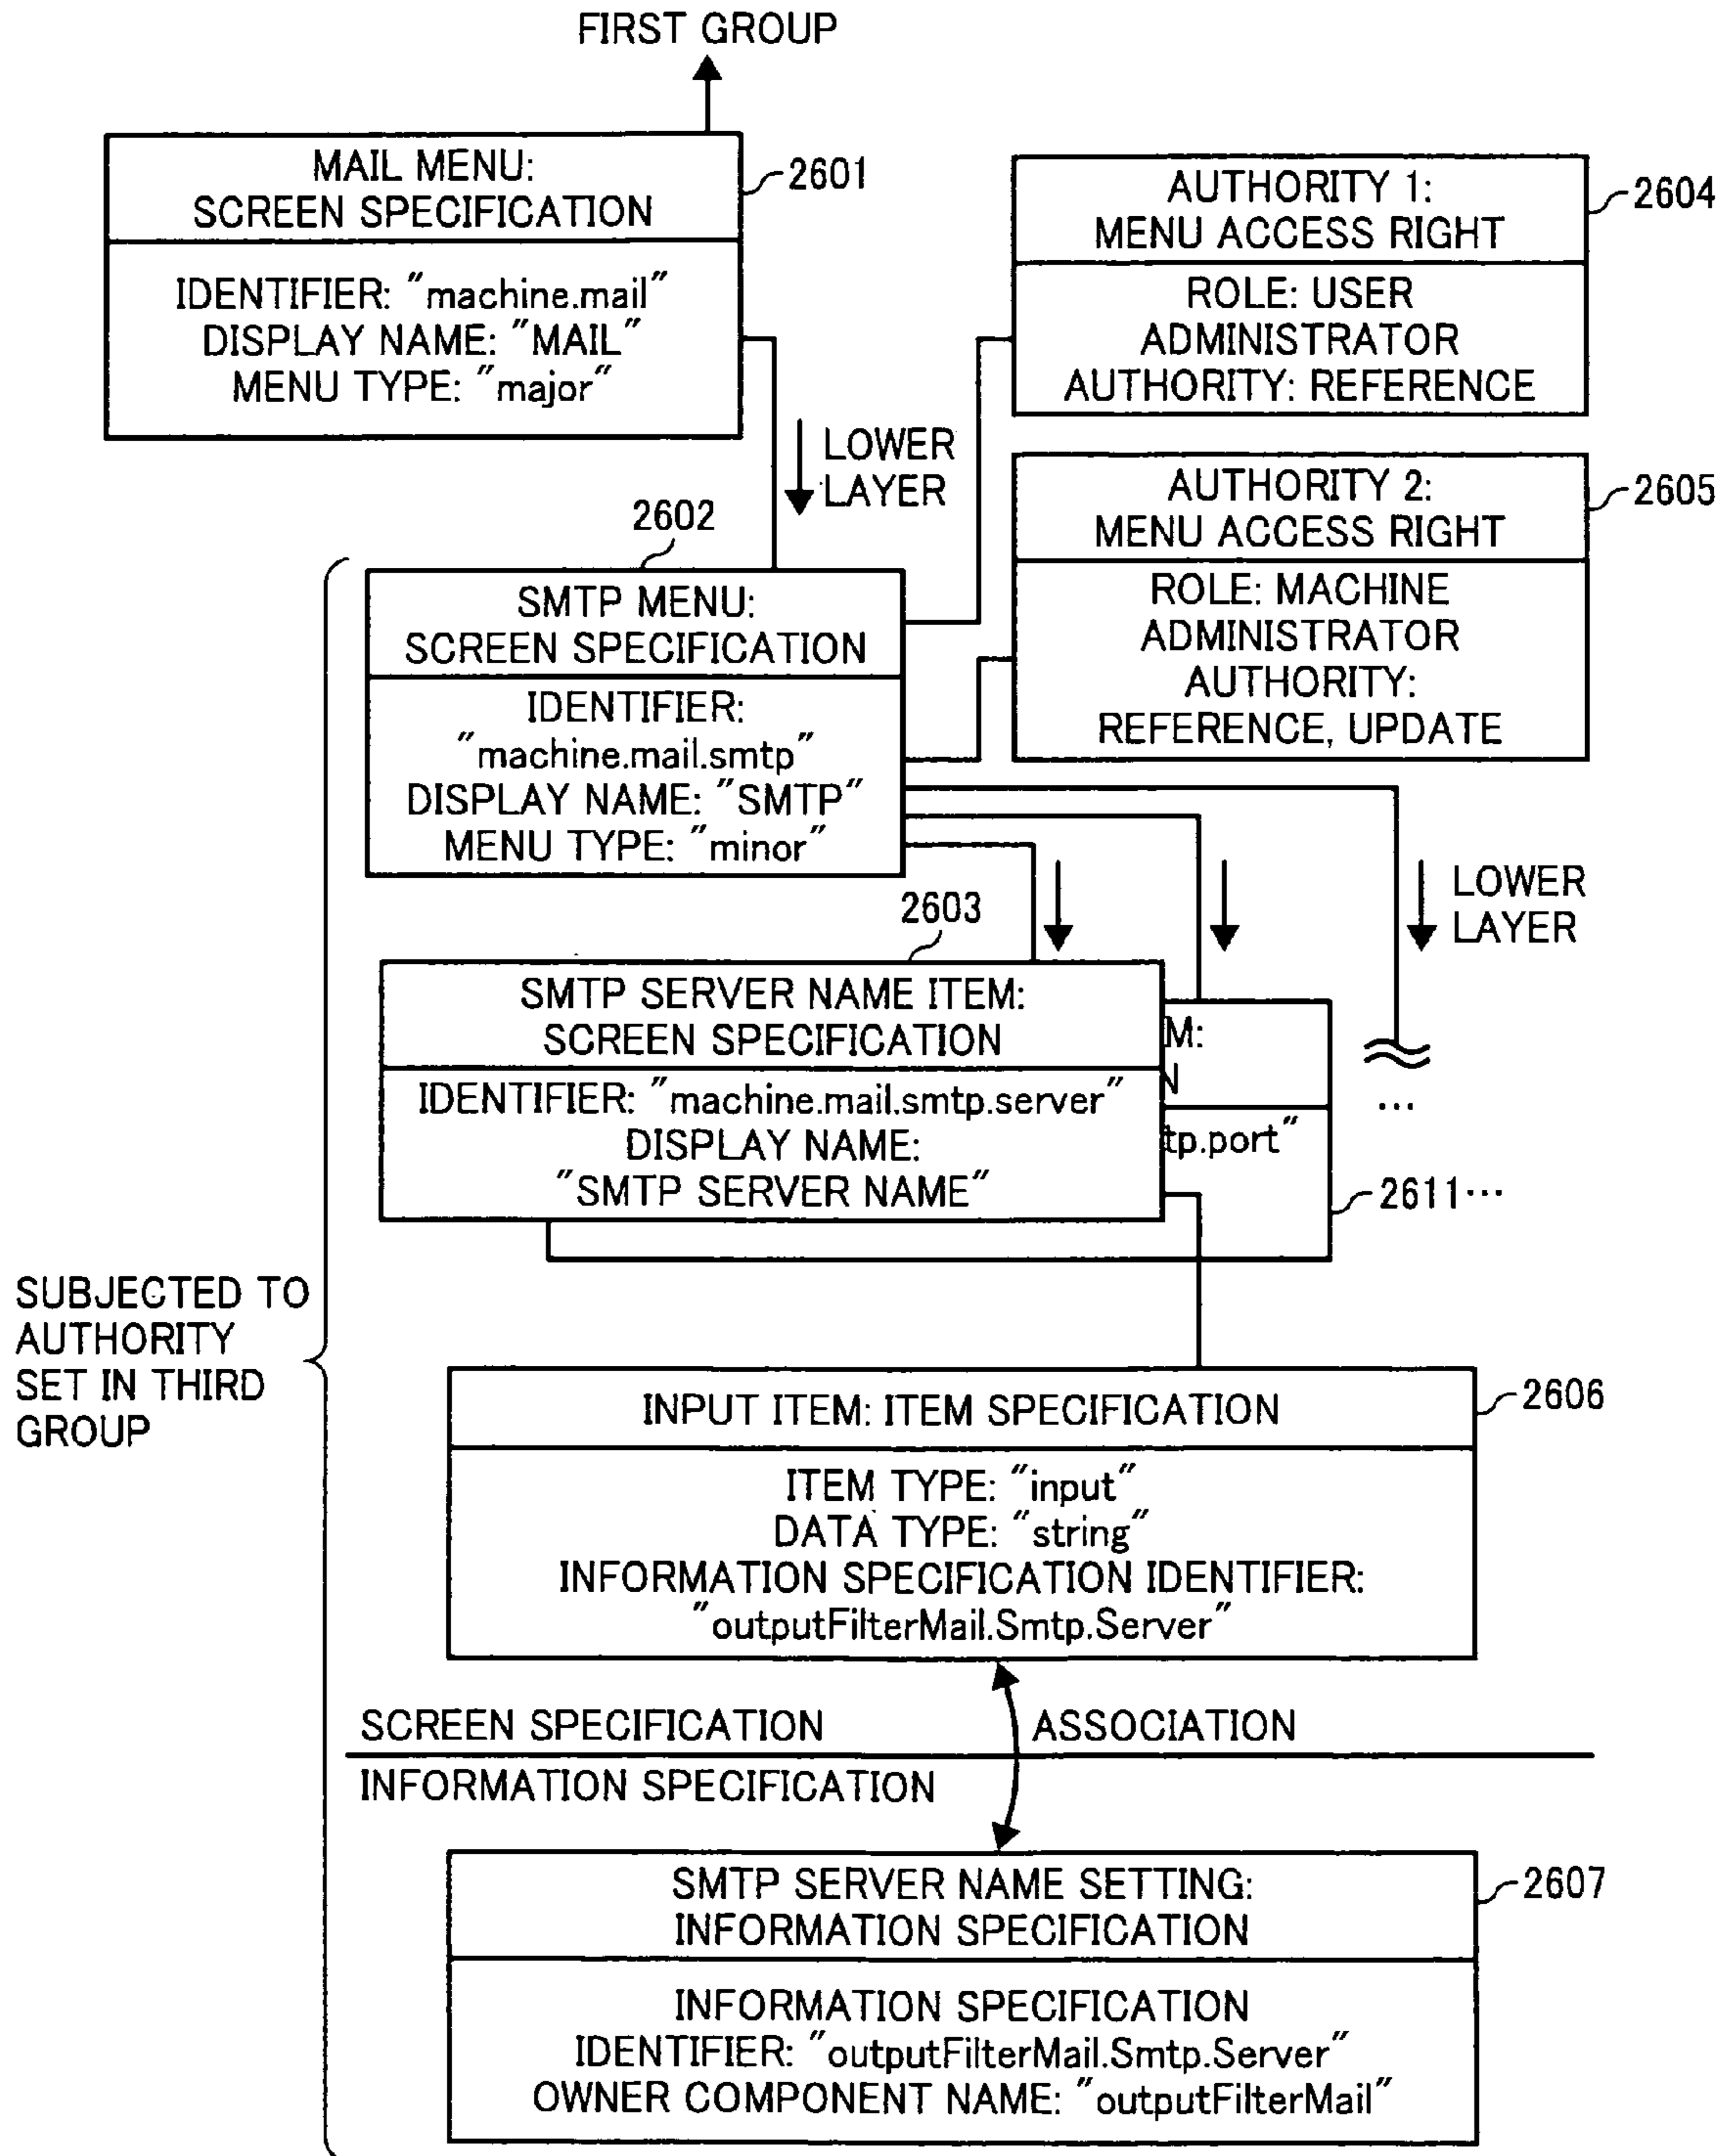 FIRST GROUP
MAIL MENU:
SCREEN SPECIFICATION
2601
IDENTIFIER: "machine.mail"
DISPLAY NAME: "MAIL"
MENU TYPE: "major"
AUTHORITY 1:
MENU ACCESS RIGHT
2604
ROLE: USER
ADMINISTRATOR
AUTHORITY: REFERENCE
LOWER
LAYER
AUTHORITY 2:
MENU ACCESS RIGHT
2605
ROLE: MACHINE
ADMINISTRATOR
AUTHORITY:
REFERENCE, UPDATE
2602
SMTP MENU:
SCREEN SPECIFICATION
IDENTIFIER:
"machine.mail.smtp"
DISPLAY NAME: "SMTP"
MENU TYPE: "minor"
LOWER
LAYER
2603
SMTP SERVER NAME ITEM:
SCREEN SPECIFICATION
IDENTIFIER: "machine.mail.smtp.server"
DISPLAY NAME:
"SMTP SERVER NAME"
M:
N
tp.port"
...
2611...
SUBJECTED TO
AUTHORITY
SET IN THIRD
GROUP
INPUT ITEM: ITEM SPECIFICATION
2606
ITEM TYPE: "input"
DATA TYPE: "string"
INFORMATION SPECIFICATION IDENTIFIER:
"outputFilterMail.Smtp.Server"
SCREEN SPECIFICATION
ASSOCIATION
INFORMATION SPECIFICATION
SMTP SERVER NAME SETTING:
INFORMATION SPECIFICATION
2607
INFORMATION SPECIFICATION
IDENTIFIER: "outputFilterMail.Smtp.Server"
OWNER COMPONENT NAME: "outputFilterMail"